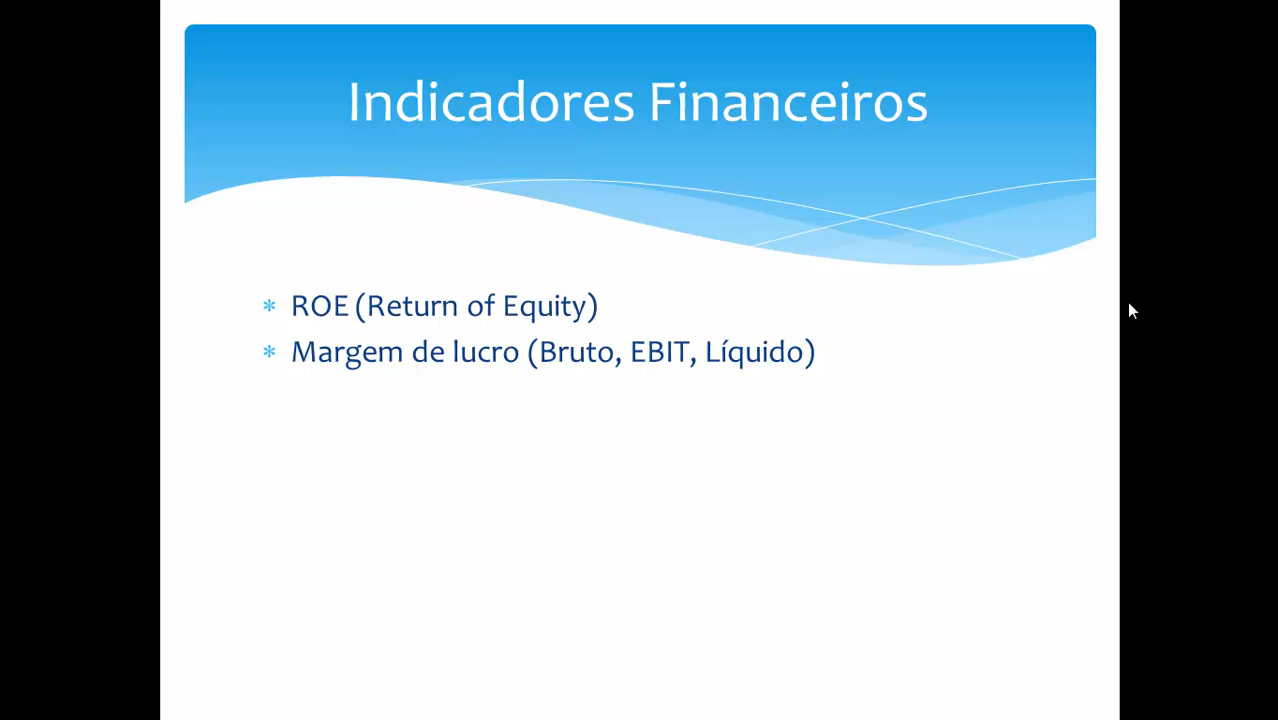 Indicadores Financeiros
* ROE (Return of Equity)
* Margem de lucro (Bruto, EBIT, Líquido)